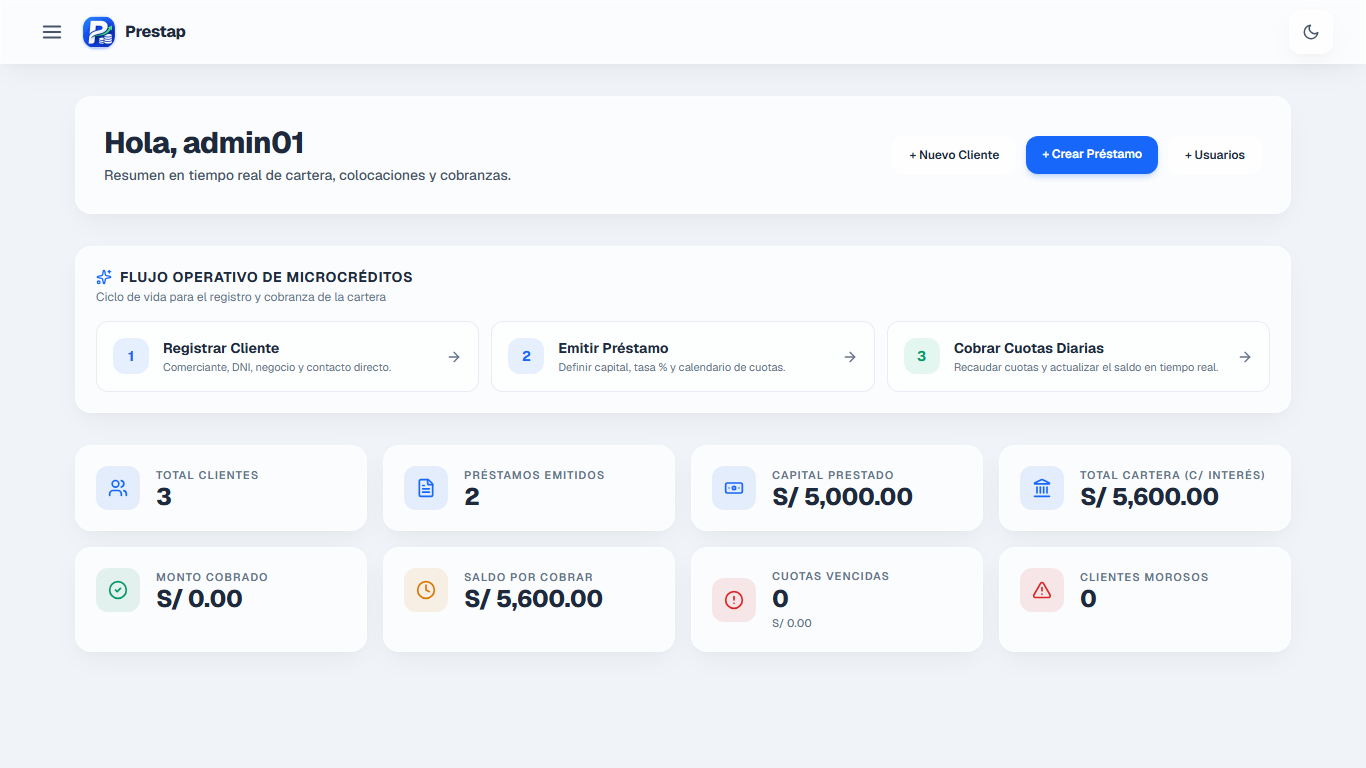 Prestap
Hola, admin01
Resumen en tiempo real de cartera, colocaciones y cobranzas.
+ Nuevo Cliente
+ Crear Préstamo
+ Usuarios
FLUJO OPERATIVO DE MICROCRÉDITOS
Ciclo de vida para el registro y cobranza de la cartera
1
Registrar Cliente
Comerciante, DNI, negocio y contacto directo.
2
Emitir Préstamo
Definir capital, tasa % y calendario de cuotas.
3
Cobrar Cuotas Diarias
Recaudar cuotas y actualizar el saldo en tiempo real.
TOTAL CLIENTES
3
PRÉSTAMOS EMITIDOS
2
CAPITAL PRESTADO
S/ 5,000.00
TOTAL CARTERA (C/ INTERÉS)
S/ 5,600.00
MONTO COBRADO
S/ 0.00
SALDO POR COBRAR
S/ 5,600.00
CUOTAS VENCIDAS
0
S/ 0.00
CLIENTES MOROSOS
0